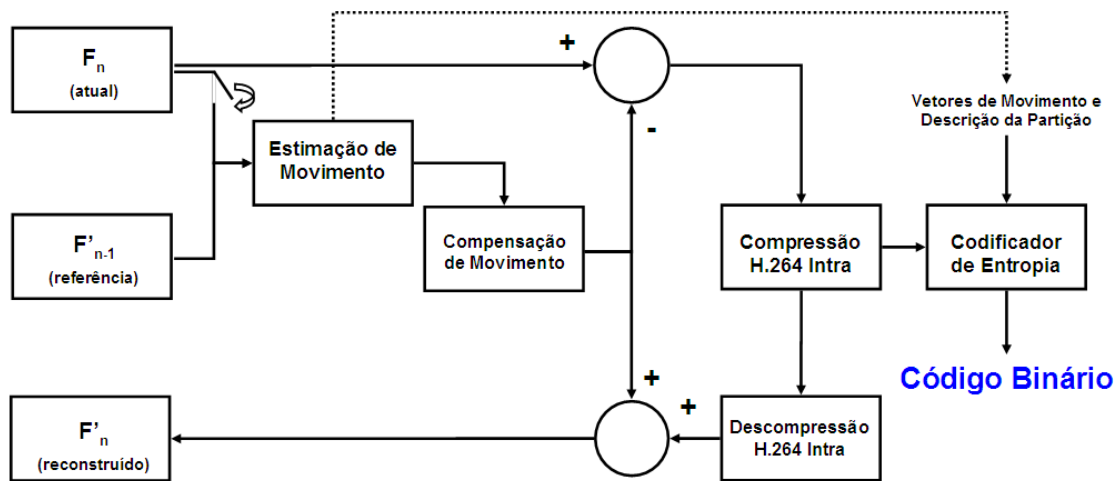 Fn
(atual)
+
-
Vetores de Movimento e
Descrição da Partição
Estimação de
Movimento
F'n-1
(referência)
Compensação
de Movimento
Compressão
H.264 Intra
Codificador
de Entropia
Código Binário
+
+
F'n
(reconstruído)
Descompressão
H.264 Intra